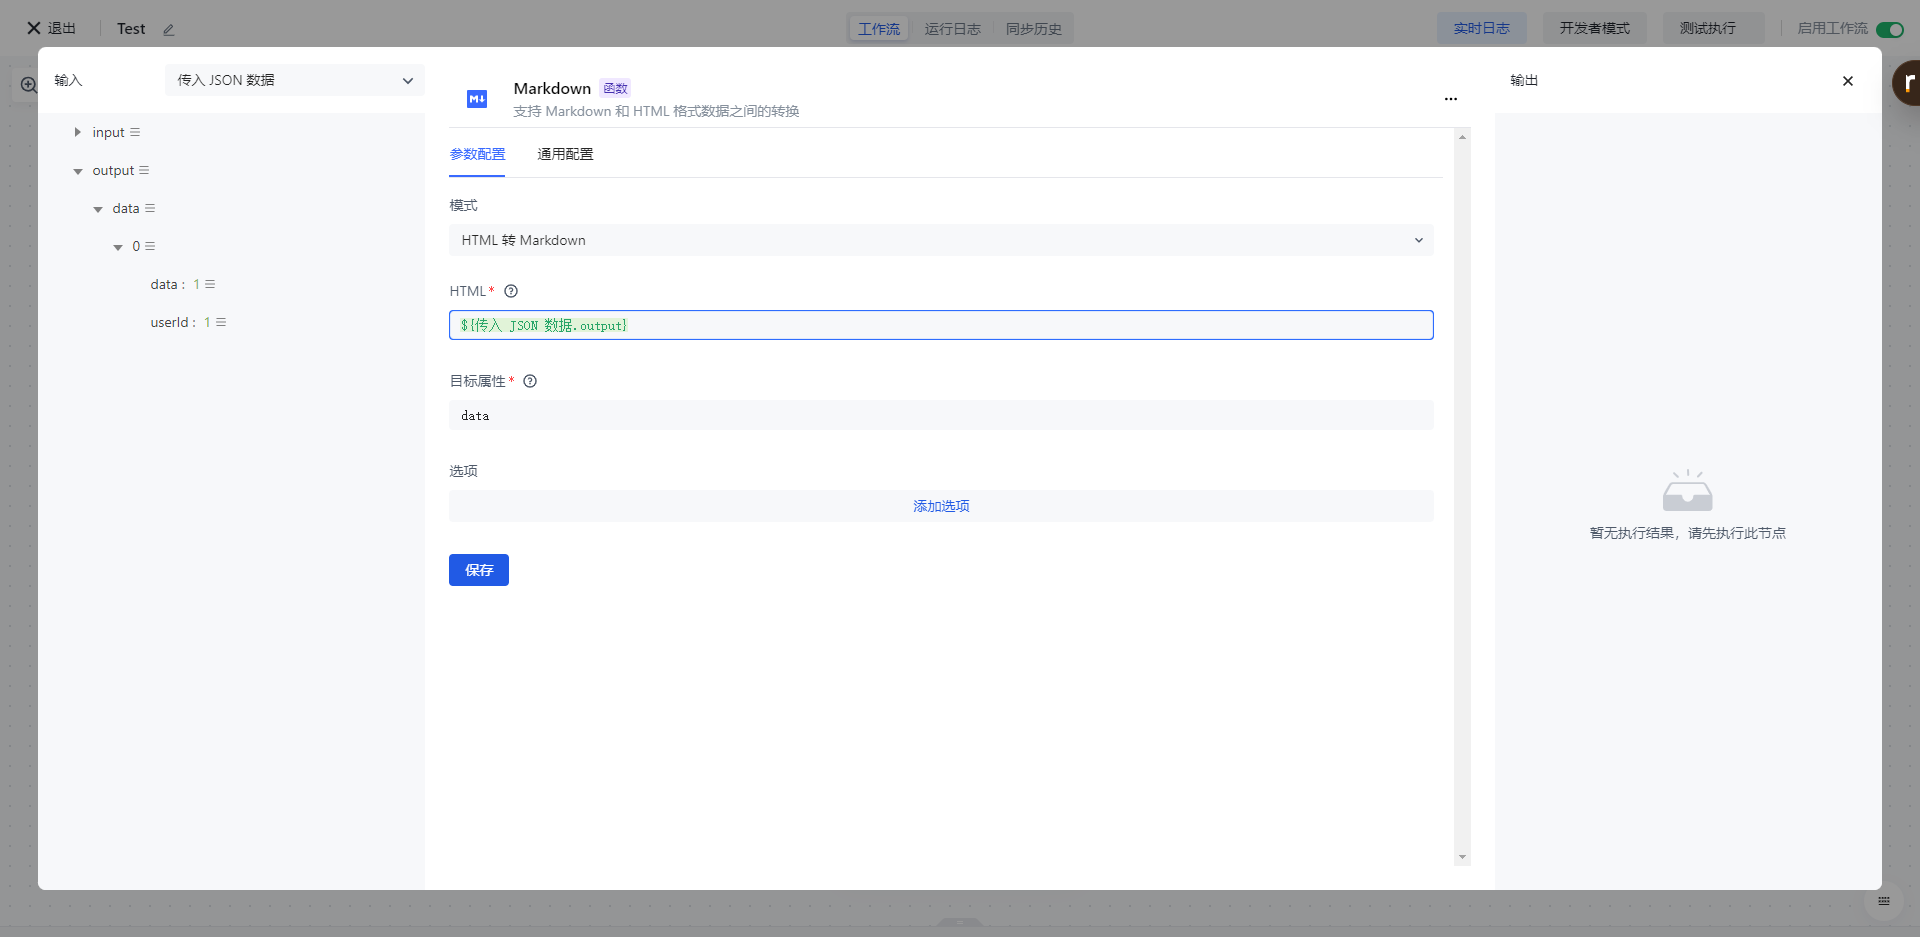 退出
Test
工作流
运行日志
同步历史
实时日志
开发者模式
测试执行
启用工作流
输入
传入 JSON 数据
input
output
data
0
data : 1
userId : 1
M↓
Markdown 函数
支持 Markdown 和 HTML 格式数据之间的转换
参数配置
通用配置
模式
HTML 转 Markdown
HTML*
${传入 JSON 数据.output}
目标属性*
data
选项
添加选项
保存
输出
r
暂无执行结果，请先执行此节点